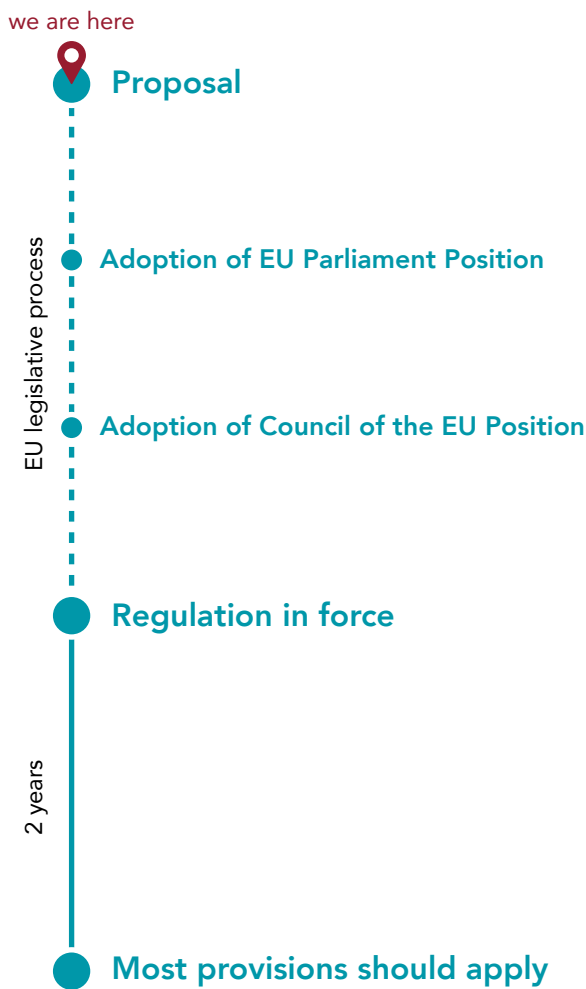 we are here
Proposal
EU legislative process
Adoption of EU Parliament Position
Adoption of Council of the EU Position
Regulation in force
2 years
Most provisions should apply